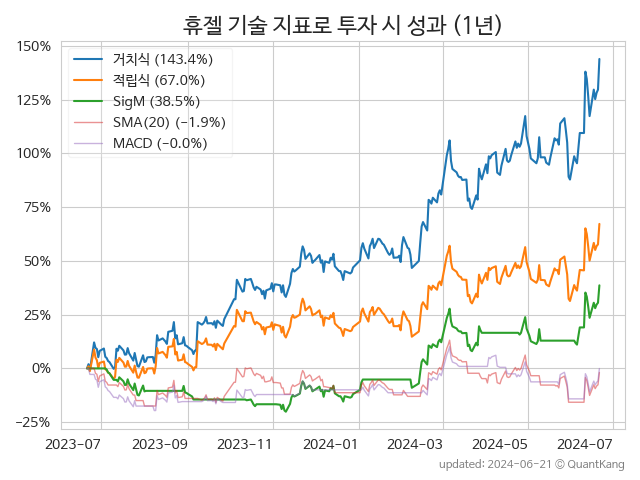 휴젤 기술 지표로 투자 시 성과 (1년)
150%
125%
100%
75%
50%
25%
0%
−25%
거치식 (143.4%)
적립식 (67.0%)
SigM (38.5%)
SMA(20) (−1.9%)
MACD (−0.0%)
2023-07
2023-09
2023-11
2024-01
2024-03
2024-05
2024-07
updated: 2024-06-21 © QuantKang